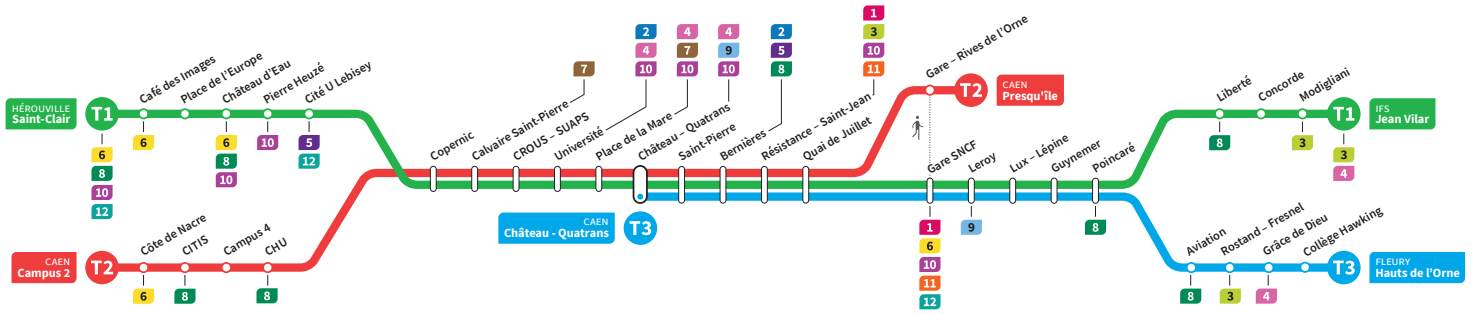 HÉROUVILLE
Saint-Clair
T1
6
8
10
12
Café des Images
6
Place de l'Europe
Château d'Eau
6
8
10
Pierre Heuzé
10
Cité U Lebisey
5
12
CAEN
Campus 2
T2
Côte de Nacre
6
CITIS
8
Campus 4
CHU
8
Copernic
Calvaire Saint-Pierre
7
CROUS – SUAPS
Université
2
4
10
Place de la Mare
4
7
10
Château – Quatrans
4
9
10
CAEN
Château - Quatrans
T3
Saint-Pierre
Bernières
2
5
8
Résistance – Saint-Jean
1
3
10
11
Quai de Juillet
Gare – Rives de l'Orne
T2
CAEN
Presqu'île
Gare SNCF
1
6
10
11
12
Leroy
9
Lux – Lépine
Guynemer
Poincaré
8
Liberté
8
Concorde
Modigliani
3
T1
3
4
IFS
Jean Vilar
Aviation
8
Rostand – Fresnel
3
Grâce de Dieu
4
Collège Hawking
T3
FLEURY
Hauts de l'Orne